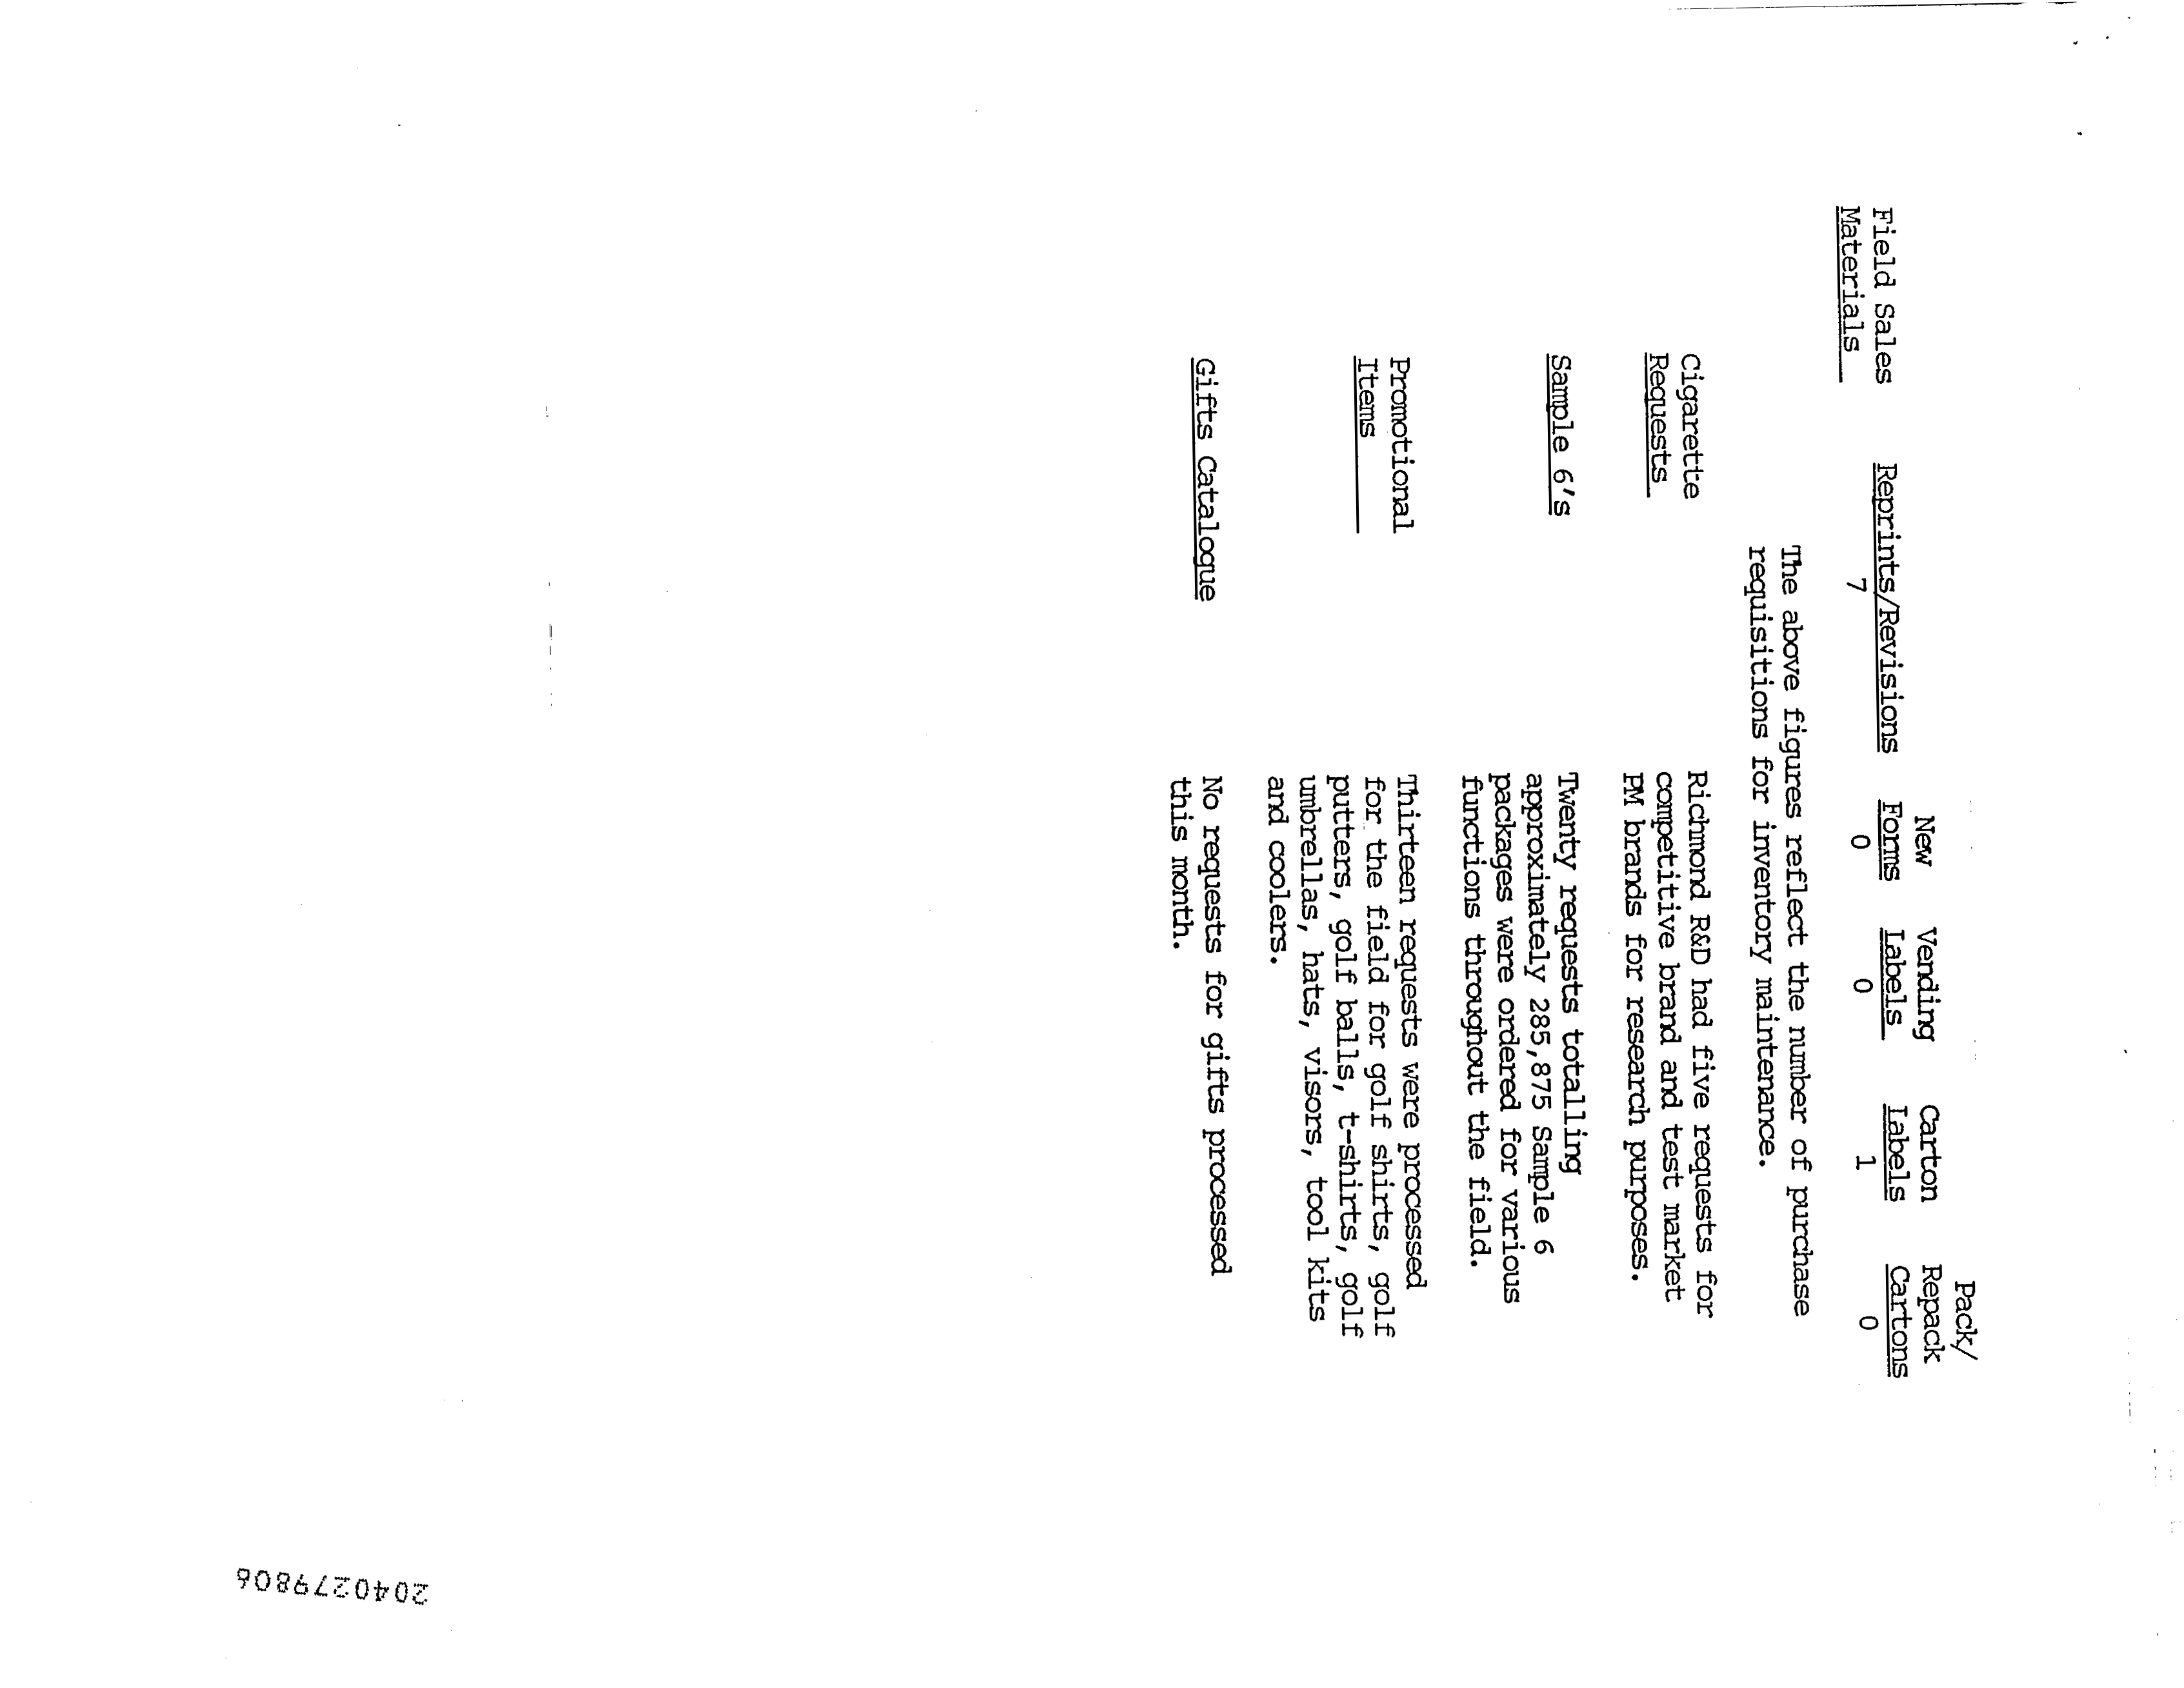 Pack/
New Vending Carton Repack
Field Sales Reprints/Revisions Forms Labels Labels Cartons
Materials 7 0 0 1 0
The above figures reflect the number of purchase
requisitions for inventory maintenance.
Cigarette Richmond R&D had five requests for
Requests competitive brand and test market
PM brands for research purposes.
Sample 6's Twenty requests totalling
approximately 285,875 Sample 6
packages were ordered for various
functions throughout the field.
Promotional Thirteen requests were processed
Items for the field for golf shirts, golf
putters, golf balls, t-shirts, golf
umbrellas, hats, visors, tool kits
and coolers.
Gifts Catalogue No requests for gifts processed
this month.
2040279806